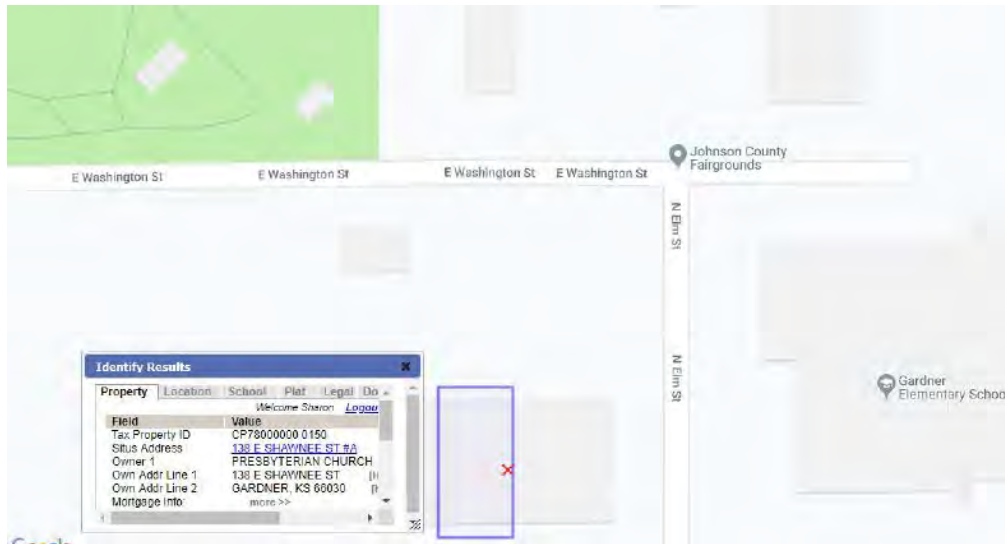 Johnson County
Fairgrounds
E Washington St
E Washington St
E Washington St
E Washington St
N Elm St
N Elm St
Gardner
Elementary Schoo
Identify Results
Property Location School Plat Legal Do
Welcome Sharon Logou
Field Value
Tax Property ID CP78000000 0150
Situs Address 138 E SHAWNEE ST #A
Owner 1 PRESBYTERIAN CHURCH
Own Addr Line 1 138 E SHAWNEE ST
Own Addr Line 2 GARDNER, KS 66030
Mortgage Info: more >>
Google